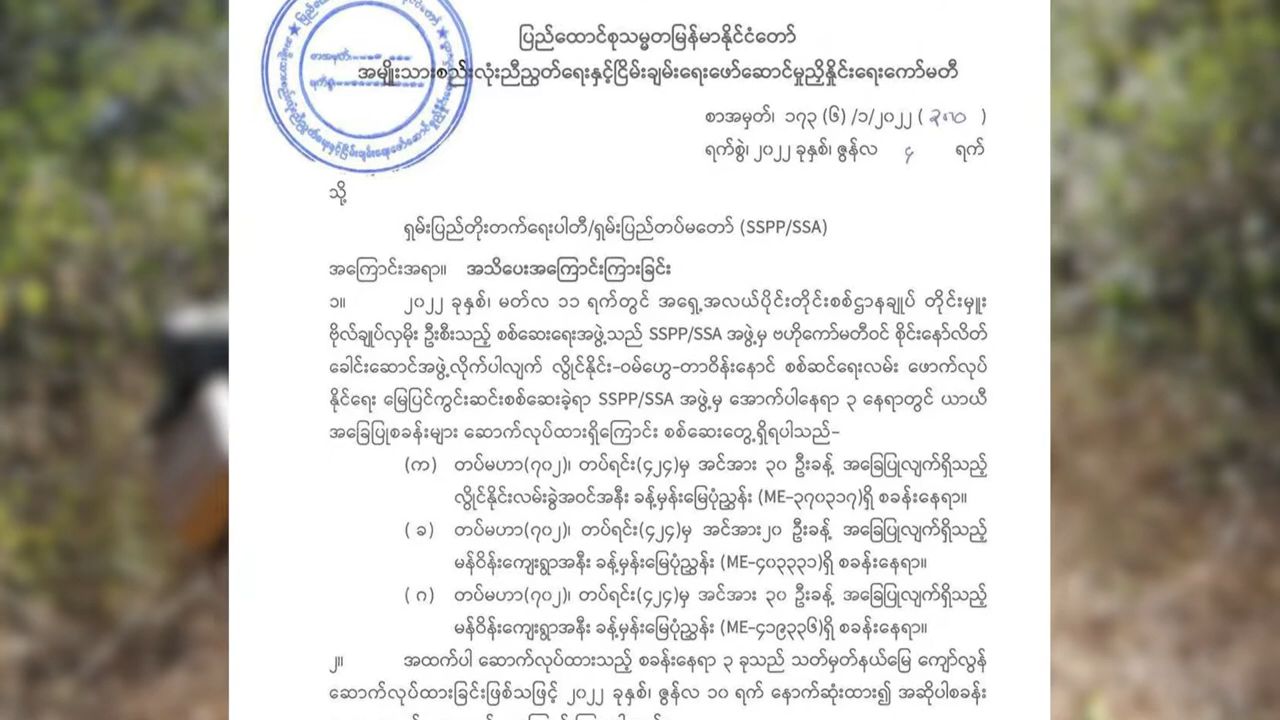 ပြည်ထောင်စုသမ္မတမြန်မာနိုင်ငံတော်
အမျိုးသားစည်းလုံးညီညွတ်ရေးနှင့်ငြိမ်းချမ်းရေးဖော်ဆောင်မှုညှိနှိုင်းရေးကော်မတီ
စာအမှတ်၊ ၁၇၃ (၆) /၁/၂၀၂၂ ( )
ရက်စွဲ၊ ၂၀၂၂ ခုနှစ်၊ ဇွန်လ ၄ ရက်
သို့
ရှမ်းပြည်တိုးတက်ရေးပါတီ/ရှမ်းပြည်တပ်မတော် (SSPP/SSA)
အကြောင်းအရာ။ အသိပေးအကြောင်းကြားခြင်း
၁။ ၂၀၂၂ ခုနှစ်၊ မတ်လ ၁၁ ရက်တွင် အရှေ့အလယ်ပိုင်းတိုင်းစစ်ဌာနချုပ် တိုင်းမှူး
ဗိုလ်ချုပ်လှမိုး ဦးစီးသည့် စစ်ဆေးရေးအဖွဲ့သည် SSPP/SSA အဖွဲ့မှ ဗဟိုကော်မတီဝင် စိုင်းနော်လိတ်
ခေါင်းဆောင်အဖွဲ့လိုက်ပါလျက် လွိုင်နိုင်း–ဝမ်ဟွေ–တာဝိန်းနောင် စစ်ဆင်ရေးလမ်း ဖောက်လုပ်
နိုင်ရေး မြေပြင်ကွင်းဆင်းစစ်ဆေးခဲ့ရာ SSPP/SSA အဖွဲ့မှ အောက်ပါနေရာ ၃ နေရာတွင် ယာယီ
အခြေပြုစခန်းများ ဆောက်လုပ်ထားရှိကြောင်း စစ်ဆေးတွေ့ရှိရပါသည်–
(က) တပ်မဟာ(၇၀၂)၊ တပ်ရင်း(၄၂၄)မှ အင်အား ၃၀ ဦးခန့် အခြေပြုလျက်ရှိသည့်
လွိုင်နိုင်းလမ်းခွဲအဝင်အနီး ခန့်မှန်းမြေပုံညွှန်း (ME–၃၇၀၃၁၇)ရှိ စခန်းနေရာ။
( ခ ) တပ်မဟာ(၇၀၂)၊ တပ်ရင်း(၄၂၄)မှ အင်အား၂၀ ဦးခန့် အခြေပြုလျက်ရှိသည့်
မန်ဝိန်းကျေးရွာအနီး ခန့်မှန်းမြေပုံညွှန်း (ME–၄၀၃၃၃၁)ရှိ စခန်းနေရာ။
( ဂ ) တပ်မဟာ(၇၀၂)၊ တပ်ရင်း(၄၂၄)မှ အင်အား ၃၀ ဦးခန့် အခြေပြုလျက်ရှိသည့်
မန်ဝိန်းကျေးရွာအနီး ခန့်မှန်းမြေပုံညွှန်း (ME–၄၁၉၃၃၆)ရှိ စခန်းနေရာ။
၂။ အထက်ပါ ဆောက်လုပ်ထားသည့် စခန်းနေရာ ၃ ခုသည် သတ်မှတ်နယ်မြေ ကျော်လွန်
ဆောက်လုပ်ထားခြင်းဖြစ်သဖြင့် ၂၀၂၂ ခုနှစ်၊ ဇွန်လ ၁၀ ရက် နောက်ဆုံးထား၍ အဆိုပါစခန်း